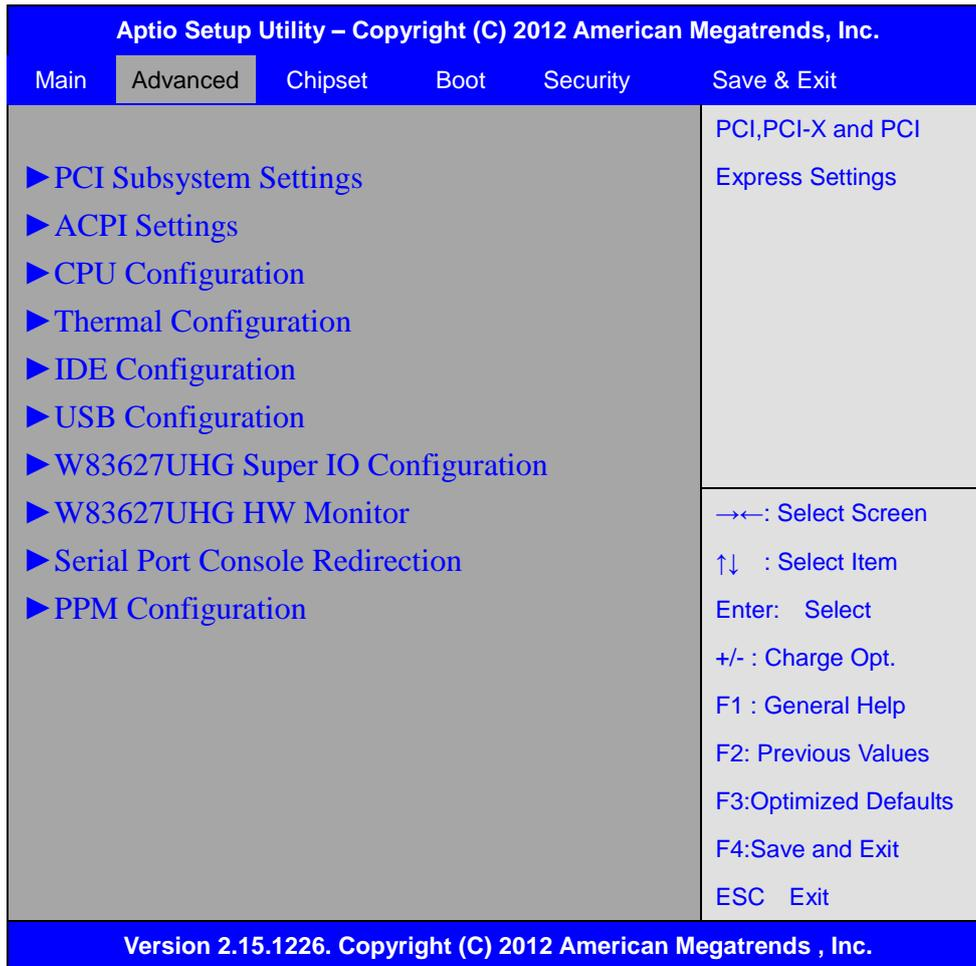 Aptio Setup Utility – Copyright (C) 2012 American Megatrends, Inc.
Main Advanced Chipset Boot Security Save & Exit
►PCI Subsystem Settings
►ACPI Settings
►CPU Configuration
►Thermal Configuration
►IDE Configuration
►USB Configuration
►W83627UHG Super IO Configuration
►W83627UHG HW Monitor
►Serial Port Console Redirection
►PPM Configuration
PCI,PCI-X and PCI
Express Settings
→←: Select Screen
↑↓ : Select Item
Enter: Select
+/- : Charge Opt.
F1 : General Help
F2: Previous Values
F3:Optimized Defaults
F4:Save and Exit
ESC Exit
Version 2.15.1226. Copyright (C) 2012 American Megatrends , Inc.